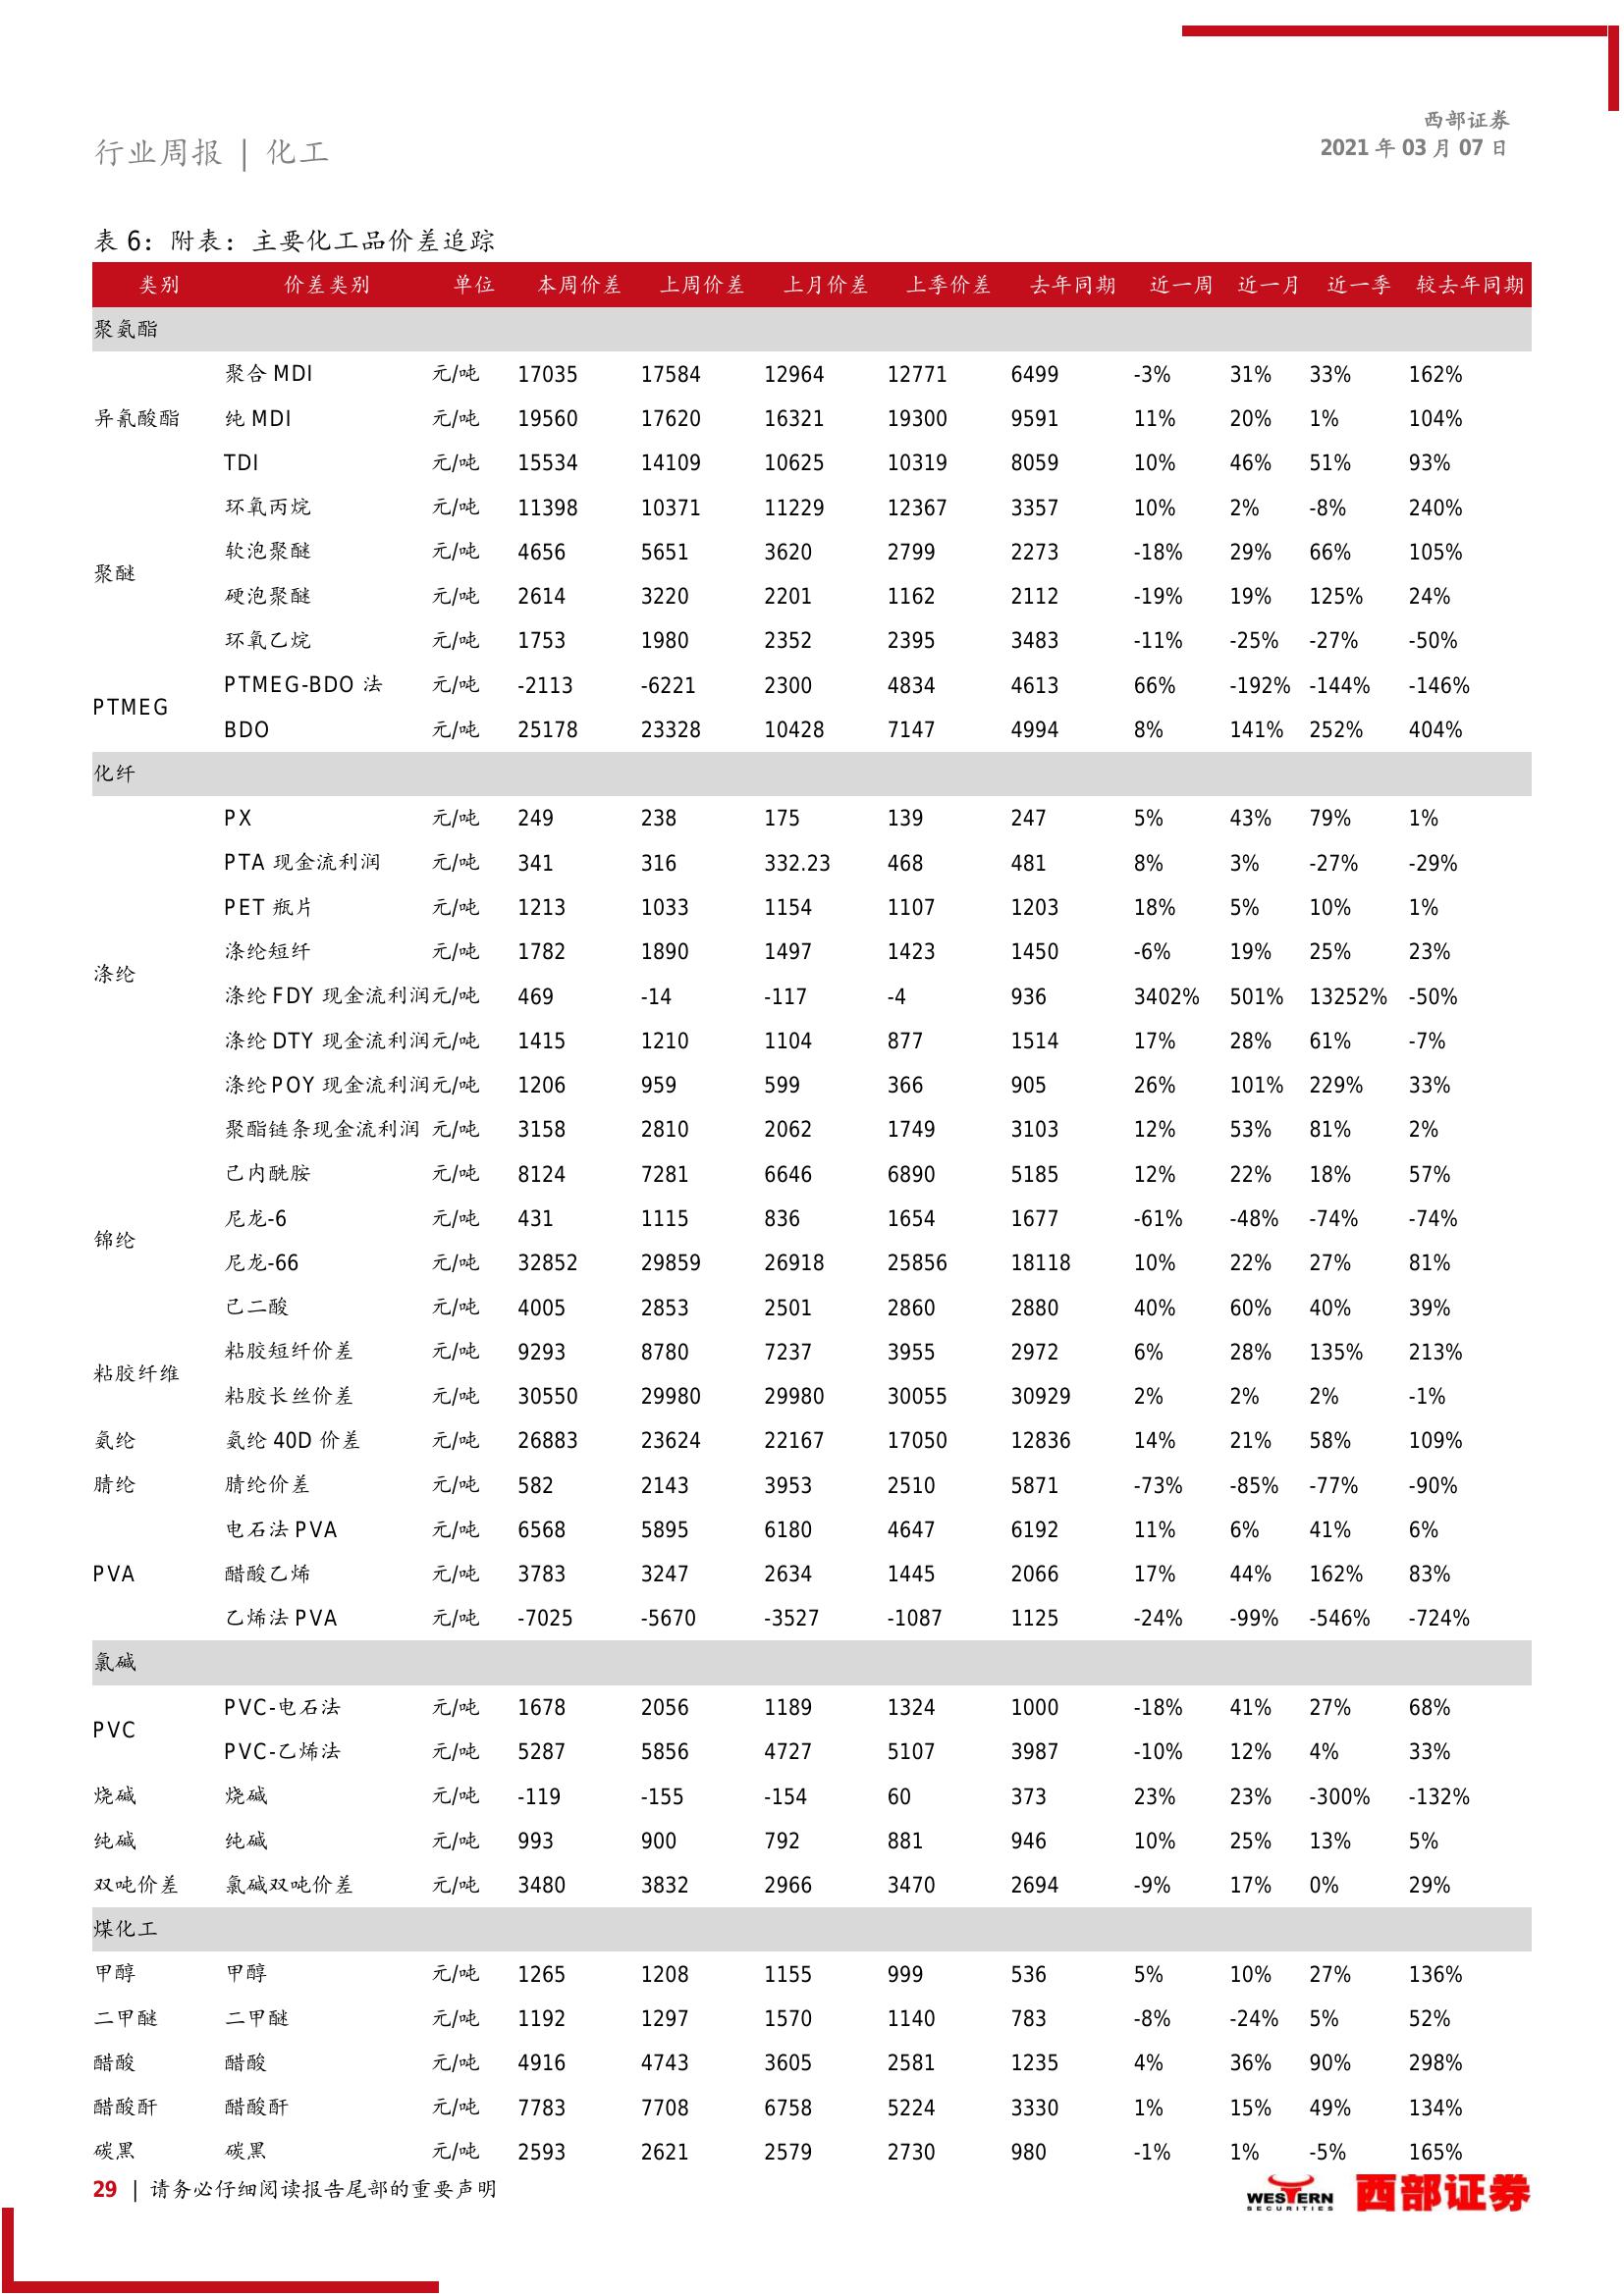 西部证券
2021 年 03 月 07 日
行业周报 | 化工
表 6：附表：主要化工品价差追踪
类别 价差类别 单位 本周价差 上周价差 上月价差 上季价差 去年同期 近一周 近一月 近一季 较去年同期
聚氨酯
聚合 MDI 元/吨 17035 17584 12964 12771 6499 -3% 31% 33% 162%
异氰酸酯 纯 MDI 元/吨 19560 17620 16321 19300 9591 11% 20% 1% 104%
TDI 元/吨 15534 14109 10625 10319 8059 10% 46% 51% 93%
环氧丙烷 元/吨 11398 10371 11229 12367 3357 10% 2% -8% 240%
软泡聚醚 元/吨 4656 5651 3620 2799 2273 -18% 29% 66% 105%
聚醚
硬泡聚醚 元/吨 2614 3220 2201 1162 2112 -19% 19% 125% 24%
环氧乙烷 元/吨 1753 1980 2352 2395 3483 -11% -25% -27% -50%
PTMEG-BDO 法 元/吨 -2113 -6221 2300 4834 4613 66% -192% -144% -146%
PTMEG
BDO 元/吨 25178 23328 10428 7147 4994 8% 141% 252% 404%
化纤
PX 元/吨 249 238 175 139 247 5% 43% 79% 1%
PTA 现金流利润 元/吨 341 316 332.23 468 481 8% 3% -27% -29%
PET 瓶片 元/吨 1213 1033 1154 1107 1203 18% 5% 10% 1%
涤纶短纤 元/吨 1782 1890 1497 1423 1450 -6% 19% 25% 23%
涤纶
涤纶 FDY 现金流利润 元/吨 469 -14 -117 -4 936 3402% 501% 13252% -50%
涤纶 DTY 现金流利润 元/吨 1415 1210 1104 877 1514 17% 28% 61% -7%
涤纶 POY 现金流利润 元/吨 1206 959 599 366 905 26% 101% 229% 33%
聚酯链条现金流利润 元/吨 3158 2810 2062 1749 3103 12% 53% 81% 2%
己内酰胺 元/吨 8124 7281 6646 6890 5185 12% 22% 18% 57%
尼龙-6 元/吨 431 1115 836 1654 1677 -61% -48% -74% -74%
锦纶
尼龙-66 元/吨 32852 29859 26918 25856 18118 10% 22% 27% 81%
己二酸 元/吨 4005 2853 2501 2860 2880 40% 60% 40% 39%
粘胶短纤价差 元/吨 9293 8780 7237 3955 2972 6% 28% 135% 213%
粘胶纤维
粘胶长丝价差 元/吨 30550 29980 29980 30055 30929 2% 2% 2% -1%
氨纶 氨纶 40D 价差 元/吨 26883 23624 22167 17050 12836 14% 21% 58% 109%
腈纶 腈纶价差 元/吨 582 2143 3953 2510 5871 -73% -85% -77% -90%
电石法 PVA 元/吨 6568 5895 6180 4647 6192 11% 6% 41% 6%
PVA 醋酸乙烯 元/吨 3783 3247 2634 1445 2066 17% 44% 162% 83%
乙烯法 PVA 元/吨 -7025 -5670 -3527 -1087 1125 -24% -99% -546% -724%
氯碱
PVC-电石法 元/吨 1678 2056 1189 1324 1000 -18% 41% 27% 68%
PVC
PVC-乙烯法 元/吨 5287 5856 4727 5107 3987 -10% 12% 4% 33%
烧碱 烧碱 元/吨 -119 -155 -154 60 373 23% 23% -300% -132%
纯碱 纯碱 元/吨 993 900 792 881 946 10% 25% 13% 5%
双吨价差 氯碱双吨价差 元/吨 3480 3832 2966 3470 2694 -9% 17% 0% 29%
煤化工
甲醇 甲醇 元/吨 1265 1208 1155 999 536 5% 10% 27% 136%
二甲醚 二甲醚 元/吨 1192 1297 1570 1140 783 -8% -24% 5% 52%
醋酸 醋酸 元/吨 4916 4743 3605 2581 1235 4% 36% 90% 298%
醋酸酐 醋酸酐 元/吨 7783 7708 6758 5224 3330 1% 15% 49% 134%
碳黑 碳黑 元/吨 2593 2621 2579 2730 980 -1% 1% -5% 165%
29 | 请务必仔细阅读报告尾部的重要声明
WESTERN SECURITIES 西部证券